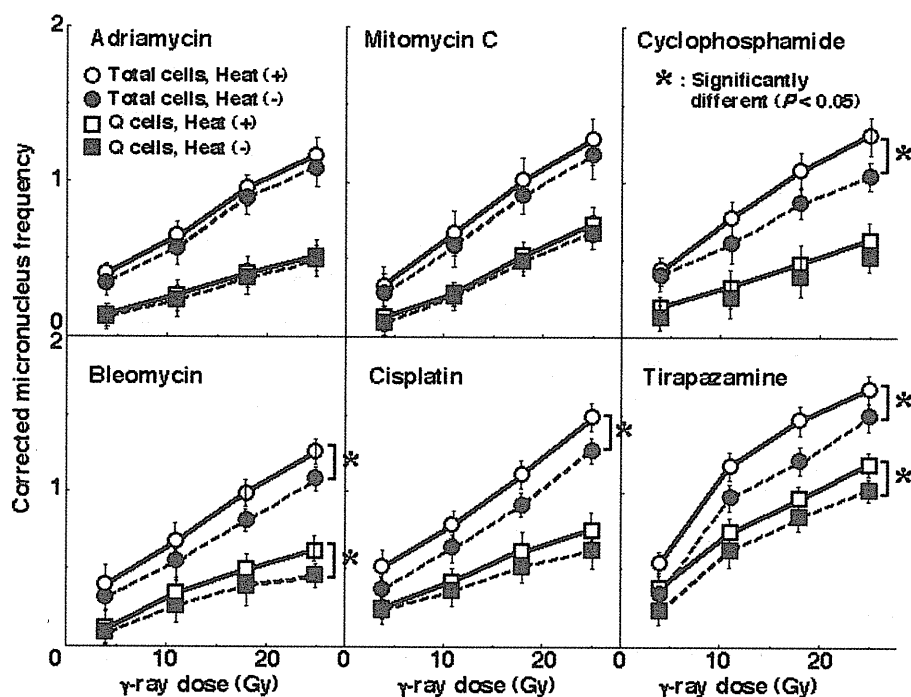 Adriamycin
Total cells, Heat (+)
Total cells, Heat (-)
Q cells, Heat (+)
Q cells, Heat (-)
Mitomycin C
Cyclophosphamide
* : Significantly
different (P < 0.05)
*
2
1
0
Corrected micronucleus frequency
Bleomycin
*
*
Cisplatin
*
Tirapazamine
*
*
2
1
0 10 20 0 10 20 0 10 20
γ-ray dose (Gy) γ-ray dose (Gy) γ-ray dose (Gy)